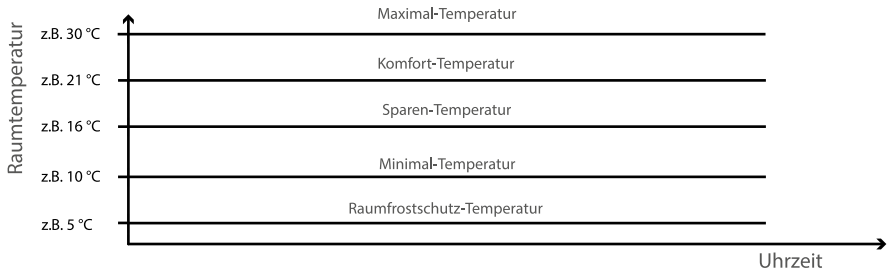 Raumtemperatur
Maximal-Temperatur
z.B. 30 °C
Komfort-Temperatur
z.B. 21 °C
Sparen-Temperatur
z.B. 16 °C
Minimal-Temperatur
z.B. 10 °C
Raumfrostschutz-Temperatur
z.B. 5 °C
Uhrzeit